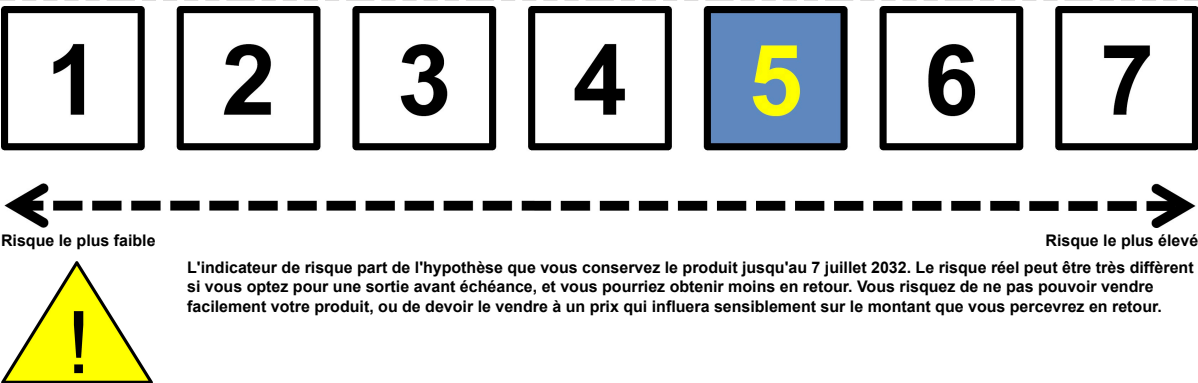 1 2 3 4 5 6 7
Risque le plus faible Risque le plus élevé
L'indicateur de risque part de l'hypothèse que vous conservez le produit jusqu'au 7 juillet 2032. Le risque réel peut être très diffèrent
si vous optez pour une sortie avant échéance, et vous pourriez obtenir moins en retour. Vous risquez de ne pas pouvoir vendre
facilement votre produit, ou de devoir le vendre à un prix qui influera sensiblement sur le montant que vous percevrez en retour.
!